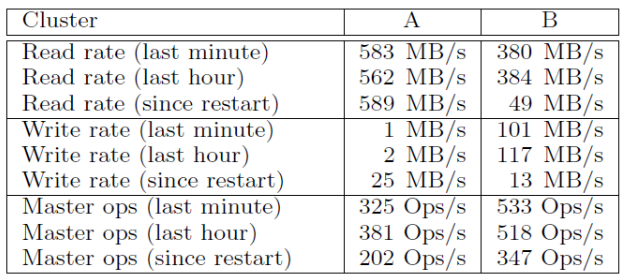 Cluster A B
Read rate (last minute) 583 MB/s 380 MB/s
Read rate (last hour) 562 MB/s 384 MB/s
Read rate (since restart) 589 MB/s 49 MB/s
Write rate (last minute) 1 MB/s 101 MB/s
Write rate (last hour) 2 MB/s 117 MB/s
Write rate (since restart) 25 MB/s 13 MB/s
Master ops (last minute) 325 Ops/s 533 Ops/s
Master ops (last hour) 381 Ops/s 518 Ops/s
Master ops (since restart) 202 Ops/s 347 Ops/s